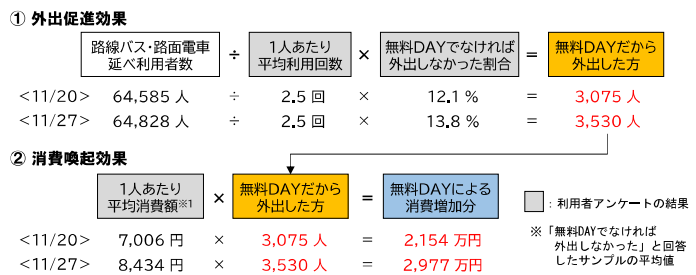 ① 外出促進効果
路線バス・路面電車
延べ利用者数
÷
1人あたり
平均利用回数
×
無料DAYでなければ
外出しなかった割合
=
無料DAYだから
外出した方
<11/20> 64,585 人 ÷ 2.5 回 × 12.1 % = 3,075 人
<11/27> 64,828 人 ÷ 2.5 回 × 13.8 % = 3,530 人
② 消費喚起効果
1人あたり
平均消費額※1
×
無料DAYだから
外出した方
=
無料DAYによる
消費増加分
：利用者アンケートの結果
<11/20> 7,006 円 × 3,075 人 = 2,154 万円
<11/27> 8,434 円 × 3,530 人 = 2,977 万円
※「無料DAYでなければ
外出しなかった」と回答
したサンプルの平均値